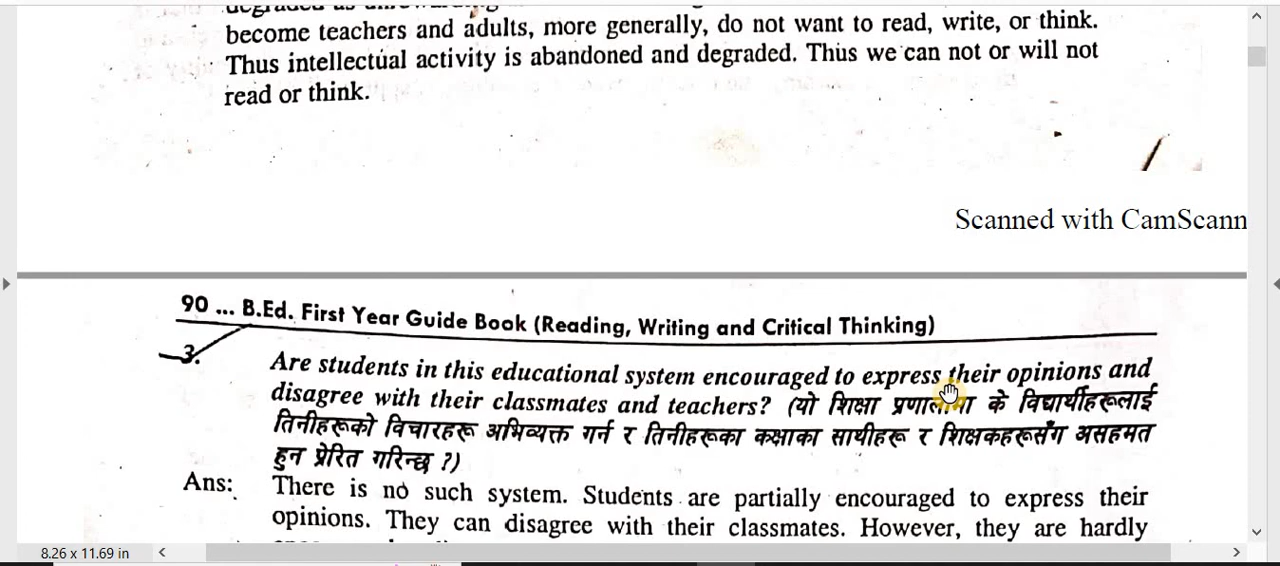 become teachers and adults, more generally, do not want to read, write, or think.
Thus intellectual activity is abandoned and degraded. Thus we can not or will not
read or think.
Scanned with CamScann
90 ... B.Ed. First Year Guide Book (Reading, Writing and Critical Thinking)
3.
Are students in this educational system encouraged to express their opinions and
disagree with their classmates and teachers? (यो शिक्षा प्रणालीमा के विद्यार्थीहरूलाई
तिनीहरूको विचारहरू अभिव्यक्त गर्न र तिनीहरूका कक्षाका साथीहरू र शिक्षकहरूसँग असहमत
हुन प्रेरित गरिन्छ ?)
Ans: There is no such system. Students are partially encouraged to express their
opinions. They can disagree with their classmates. However, they are hardly
8.26 x 11.69 in